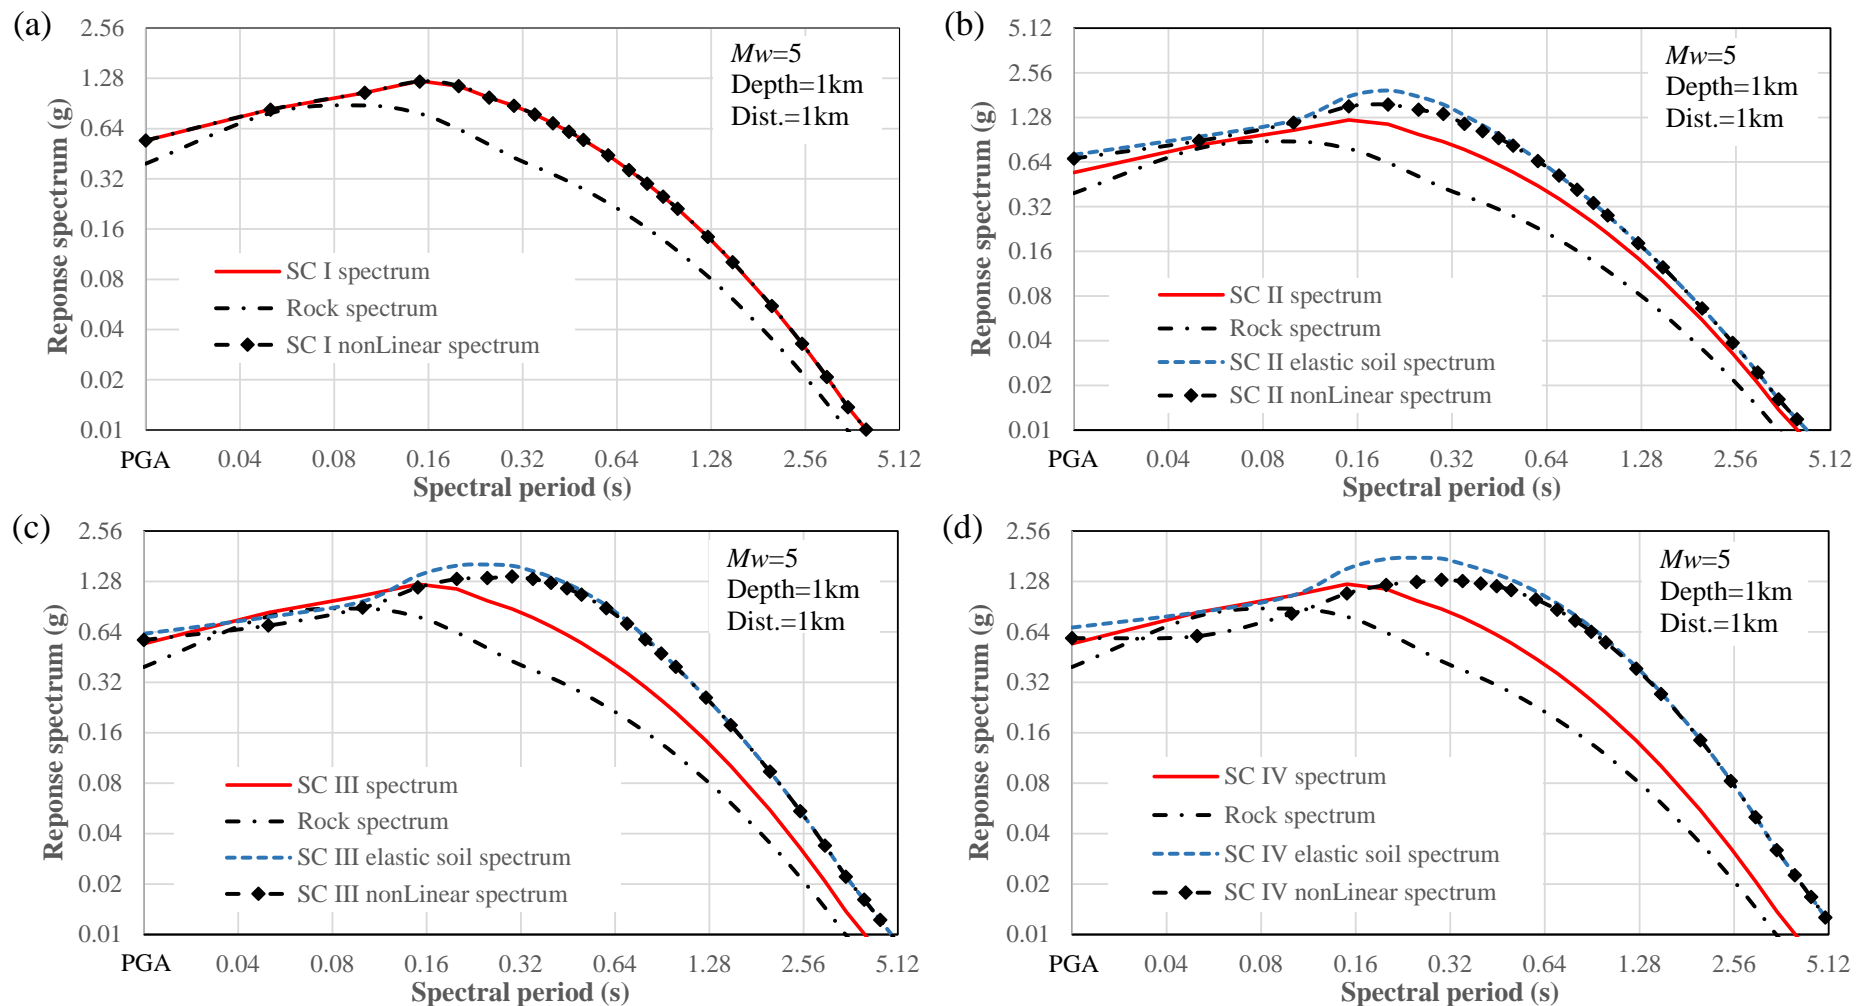 (a)
Reponse spectrum (g)
2.56
1.28
0.64
0.32
0.16
0.08
0.04
0.02
0.01
Mw=5
Depth=1km
Dist.=1km
SC I spectrum
Rock spectrum
SC I nonLinear spectrum
PGA 0.04 0.08 0.16 0.32 0.64 1.28 2.56 5.12
Spectral period (s)
(b)
Reponse spectrum (g)
5.12
2.56
1.28
0.64
0.32
0.16
0.08
0.04
0.02
0.01
Mw=5
Depth=1km
Dist.=1km
SC II spectrum
Rock spectrum
SC II elastic soil spectrum
SC II nonLinear spectrum
PGA 0.04 0.08 0.16 0.32 0.64 1.28 2.56 5.12
Spectral period (s)
(c)
Reponse spectrum (g)
2.56
1.28
0.64
0.32
0.16
0.08
0.04
0.02
0.01
Mw=5
Depth=1km
Dist.=1km
SC III spectrum
Rock spectrum
SC III elastic soil spectrum
SC III nonLinear spectrum
PGA 0.04 0.08 0.16 0.32 0.64 1.28 2.56 5.12
Spectral period (s)
(d)
Reponse spectrum (g)
2.56
1.28
0.64
0.32
0.16
0.08
0.04
0.02
0.01
Mw=5
Depth=1km
Dist.=1km
SC IV spectrum
Rock spectrum
SC IV elastic soil spectrum
SC IV nonLinear spectrum
PGA 0.04 0.08 0.16 0.32 0.64 1.28 2.56 5.12
Spectral period (s)